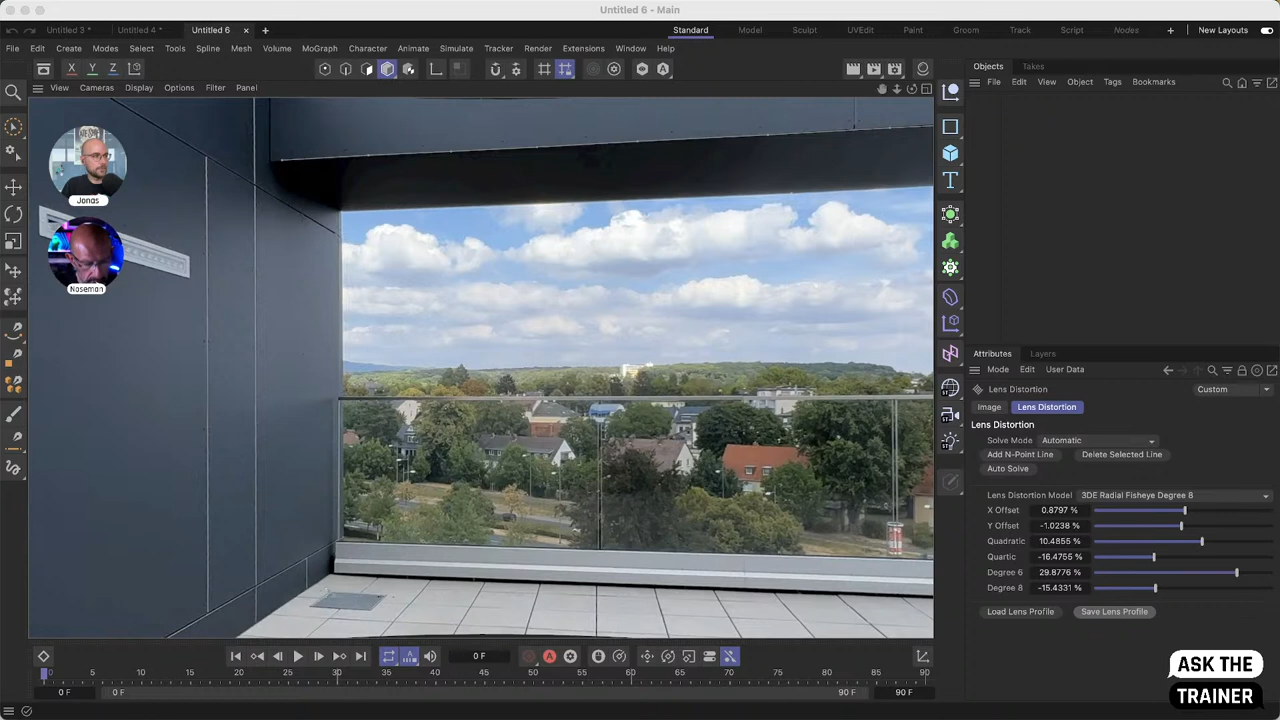 Untitled 6 - Main
Untitled 3 *
Untitled 4 *
Untitled 6
Standard
Model
Sculpt
UVEdit
Paint
Groom
Track
Script
Nodes
New Layouts
File Edit Create Modes Select Tools Spline Mesh Volume MoGraph Character Animate Simulate Tracker Render Extensions Window Help
X Y Z
View Cameras Display Options Filter Panel
Objects Takes
File Edit View Object Tags Bookmarks
Jonas
Noseman
Attributes Layers
Mode Edit User Data
Lens Distortion
Custom
Image Lens Distortion
Lens Distortion
Solve Mode Automatic
Add N-Point Line Delete Selected Line
Auto Solve
Lens Distortion Model 3DE Radial Fisheye Degree 8
X Offset 0.8797 %
Y Offset -1.0238 %
Quadratic 10.4855 %
Quartic -16.4755 %
Degree 6 29.8776 %
Degree 8 -15.4331 %
Load Lens Profile Save Lens Profile
0 F
0 5 10 15 20 25 30 35 40 45 50 55 60 65 70 75 80 85 90
0 F 0 F 90 F 90 F
ASK THE
TRAINER